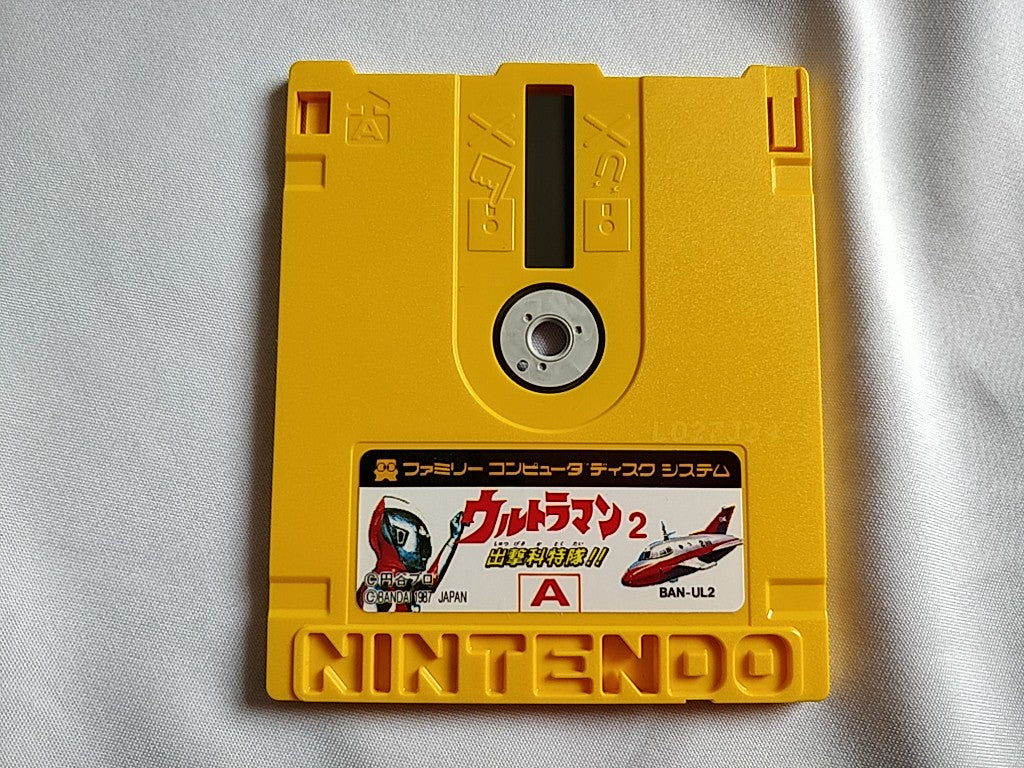 A
L027124
ファミリー コンピュータ ディスク システム
ウルトラマン2
しゅつ げき か とく たい
出撃科特隊!!
©円谷プロ
©BANDAI 1987 JAPAN
A
BAN-UL2
NINTENDO